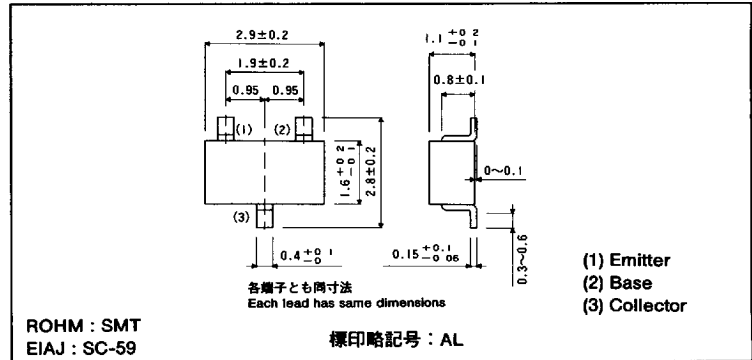 2.9±0.2
1.9±0.2
0.95 0.95
(1) (2)
(3)
1.6 +0.2 −0.1
2.8±0.2
0.4 +0.1 −0
各端子とも同寸法
Each lead has same dimensions
1.1 +0.2 −0.1
0.8±0.1
0~0.1
0.15 +0.1 −0.06
0.3~0.6
(1) Emitter
(2) Base
(3) Collector
ROHM : SMT
EIAJ : SC-59
標印略記号：AL